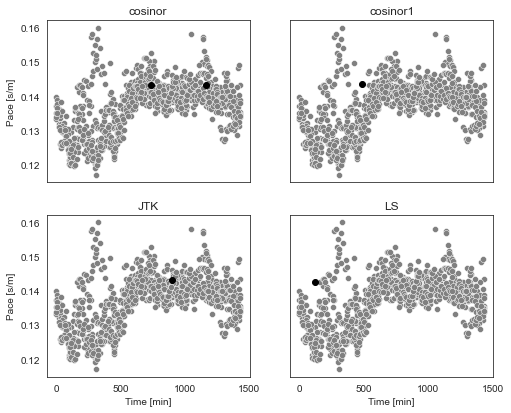 cosinor
cosinor1
Pace [s/m]
0.16
0.15
0.14
0.13
0.12
JTK
LS
Pace [s/m]
0.16
0.15
0.14
0.13
0.12
0 500 1000 1500
0 500 1000 1500
Time [min]
Time [min]